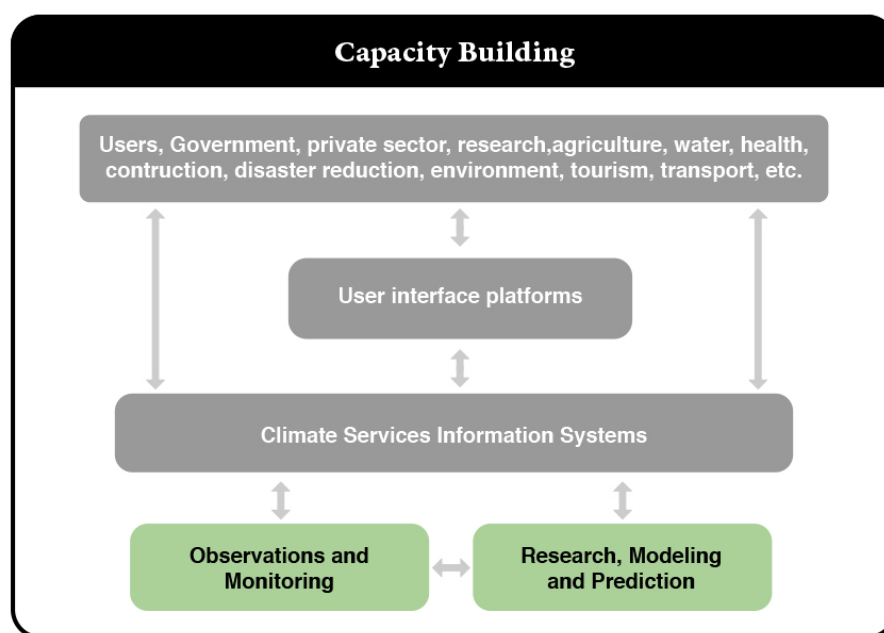 Capacity Building
Users, Government, private sector, research,agriculture, water, health,
contruction, disaster reduction, environment, tourism, transport, etc.
User interface platforms
Climate Services Information Systems
Observations and
Monitoring
Research, Modeling
and Prediction